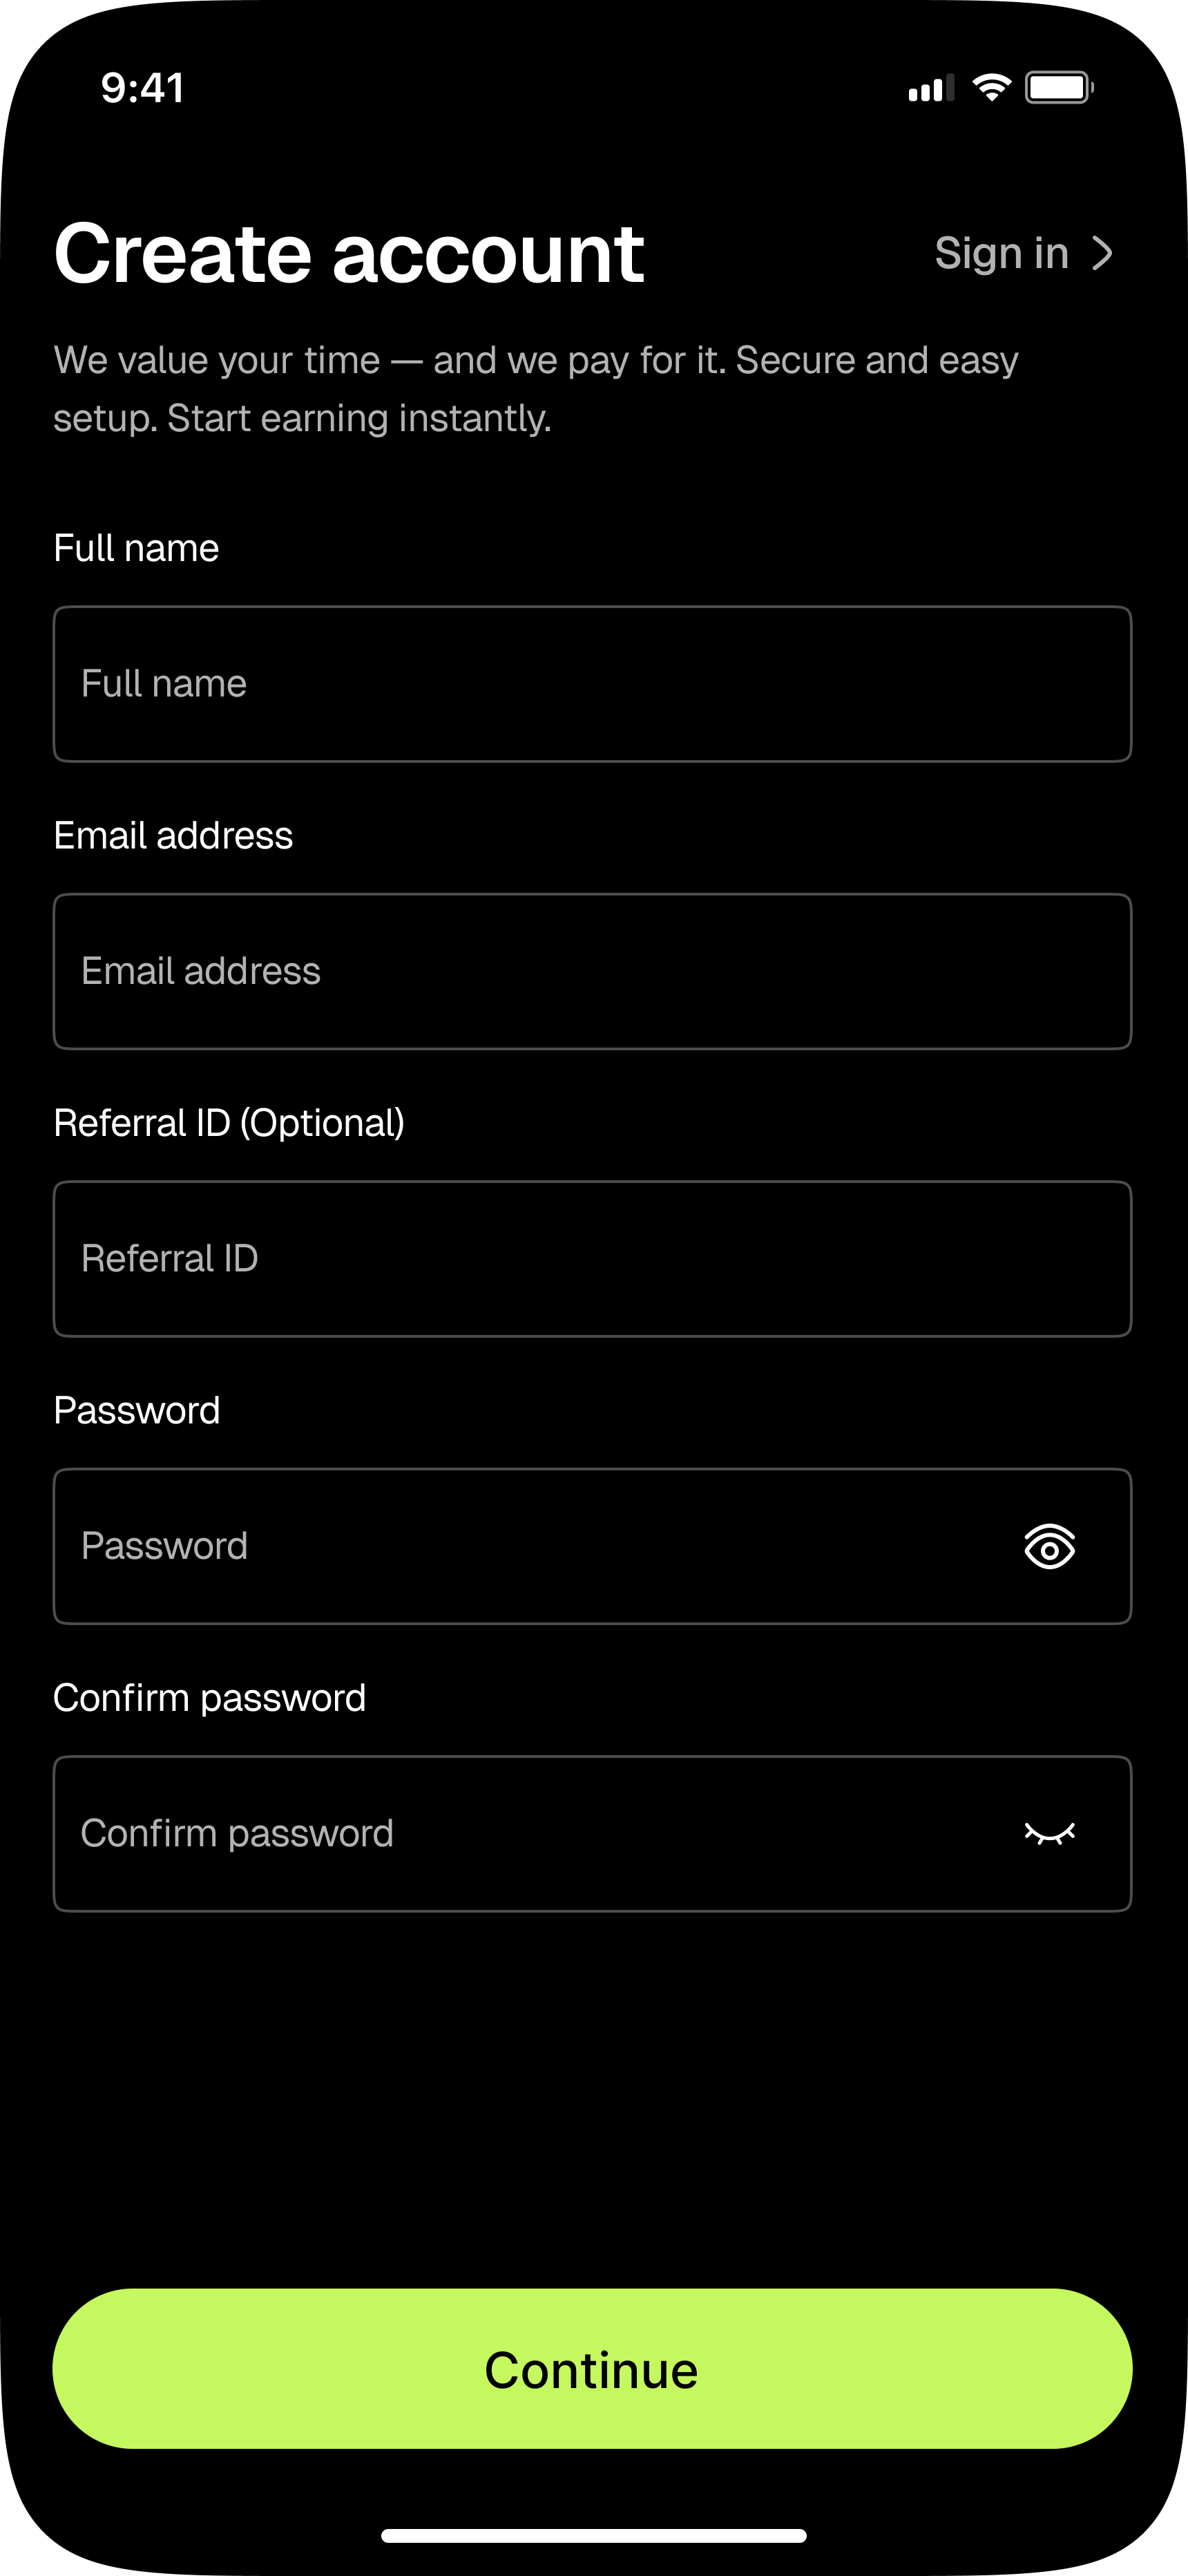 9:41
Create account
Sign in
We value your time — and we pay for it. Secure and easy
setup. Start earning instantly.
Full name
Full name
Email address
Email address
Referral ID (Optional)
Referral ID
Password
Password
Confirm password
Confirm password
Continue